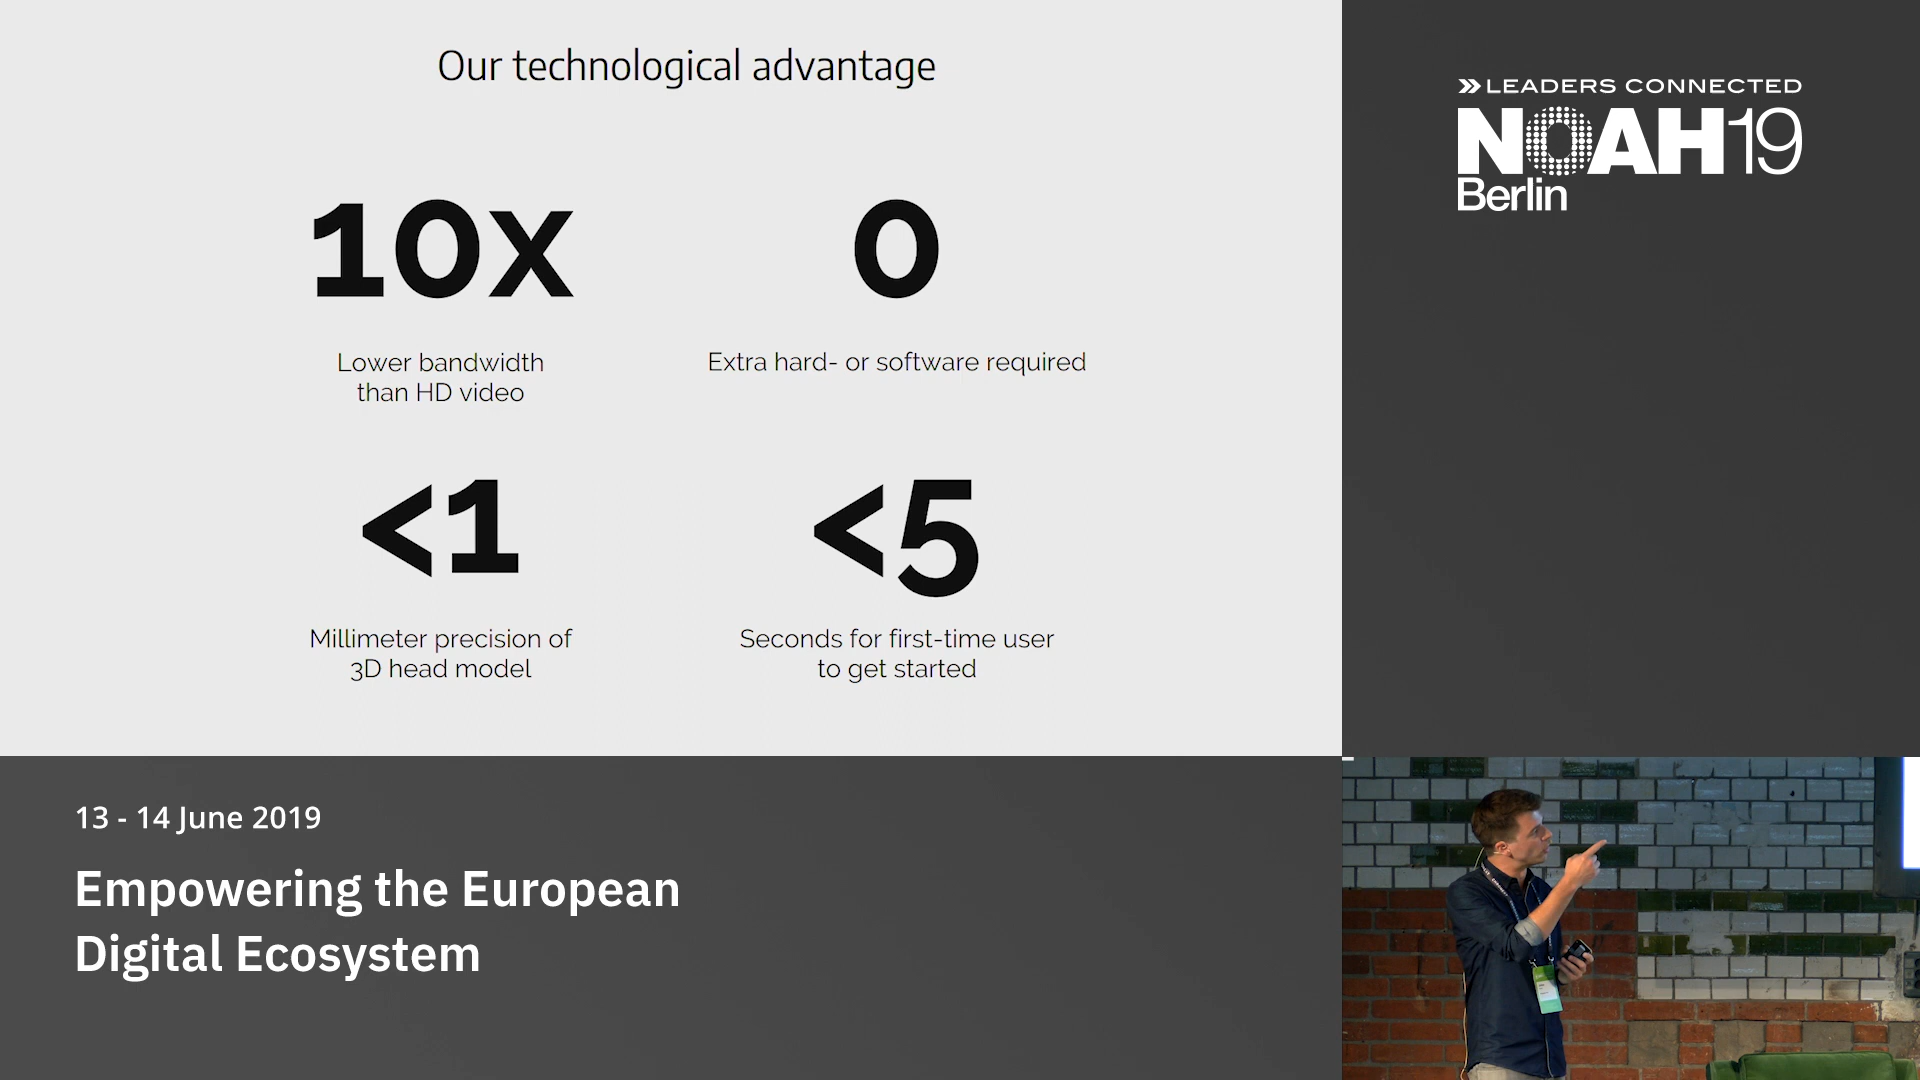 Our technological advantage
10x
Lower bandwidth
than HD video
0
Extra hard- or software required
<1
Millimeter precision of
3D head model
<5
Seconds for first-time user
to get started
LEADERS CONNECTED
NOAH19
Berlin
13 - 14 June 2019
Empowering the European
Digital Ecosystem